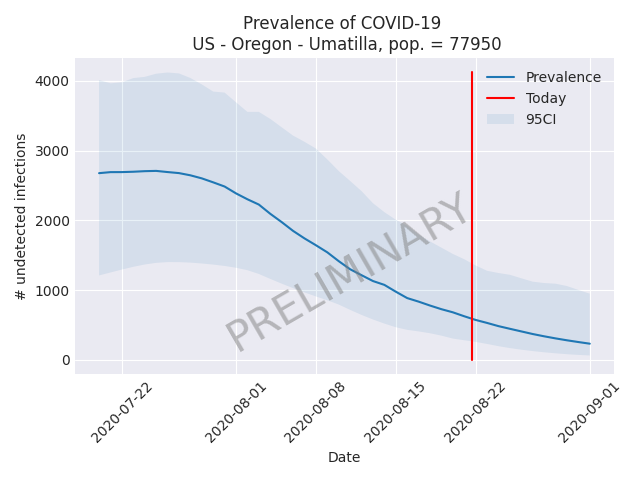 Prevalence of COVID-19
US - Oregon - Umatilla, pop. = 77950
Prevalence
Today
95CI
PRELIMINARY
# undetected infections
4000
3000
2000
1000
0
2020-07-22
2020-08-01
2020-08-08
2020-08-15
2020-08-22
2020-09-01
Date